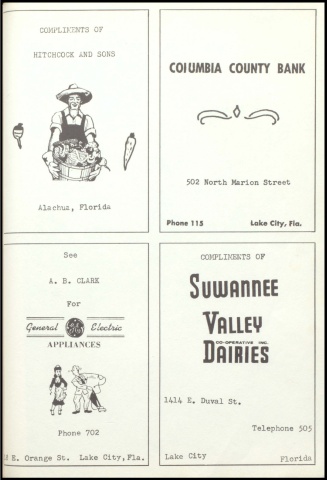 COMPLIMENTS OF
HITCHCOCK AND SONS
Alachua, Florida
COLUMBIA COUNTY BANK
502 North Marion Street
Phone 115 Lake City, Fla.
See
A. B. CLARK
For
General GE Electric
APPLIANCES
Phone 702
E. Orange St. Lake City, Fla.
COMPLIMENTS OF
SUWANNEE
VALLEY
CO-OPERATIVE INC.
DAIRIES
1414 E. Duval St.
Telephone 505
Lake City Florida